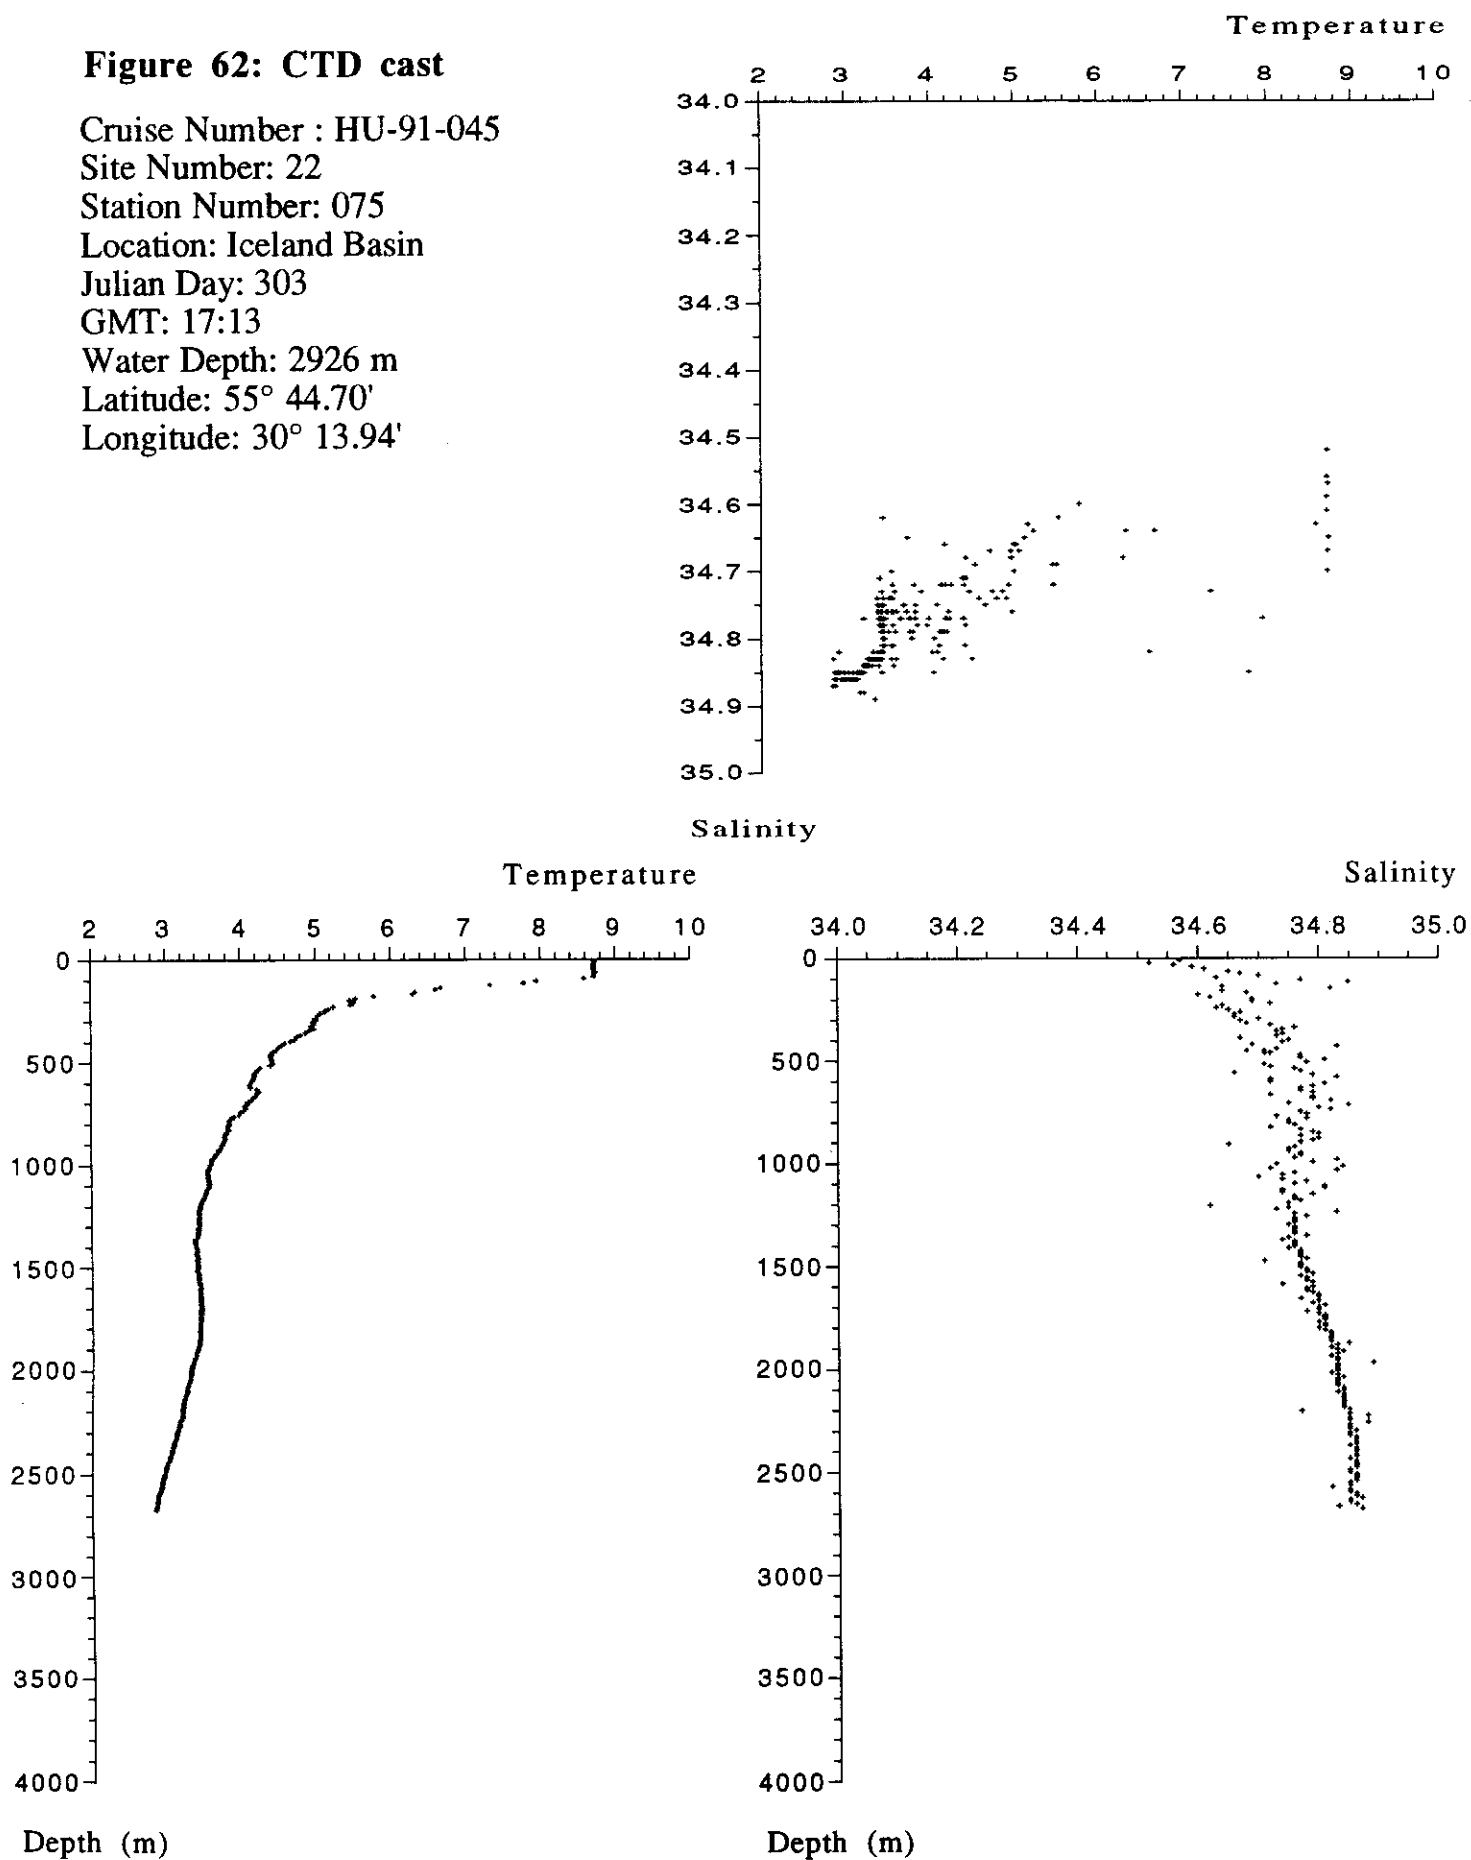 Figure 62: CTD cast
Cruise Number : HU-91-045
Site Number: 22
Station Number: 075
Location: Iceland Basin
Julian Day: 303
GMT: 17:13
Water Depth: 2926 m
Latitude: 55° 44.70'
Longitude: 30° 13.94'
Temperature
2 3 4 5 6 7 8 9 10
34.0
34.1
34.2
34.3
34.4
34.5
34.6
34.7
34.8
34.9
35.0
Salinity
Temperature
2 3 4 5 6 7 8 9 10
0
500
1000
1500
2000
2500
3000
3500
4000
Depth (m)
Salinity
34.0 34.2 34.4 34.6 34.8 35.0
0
500
1000
1500
2000
2500
3000
3500
4000
Depth (m)